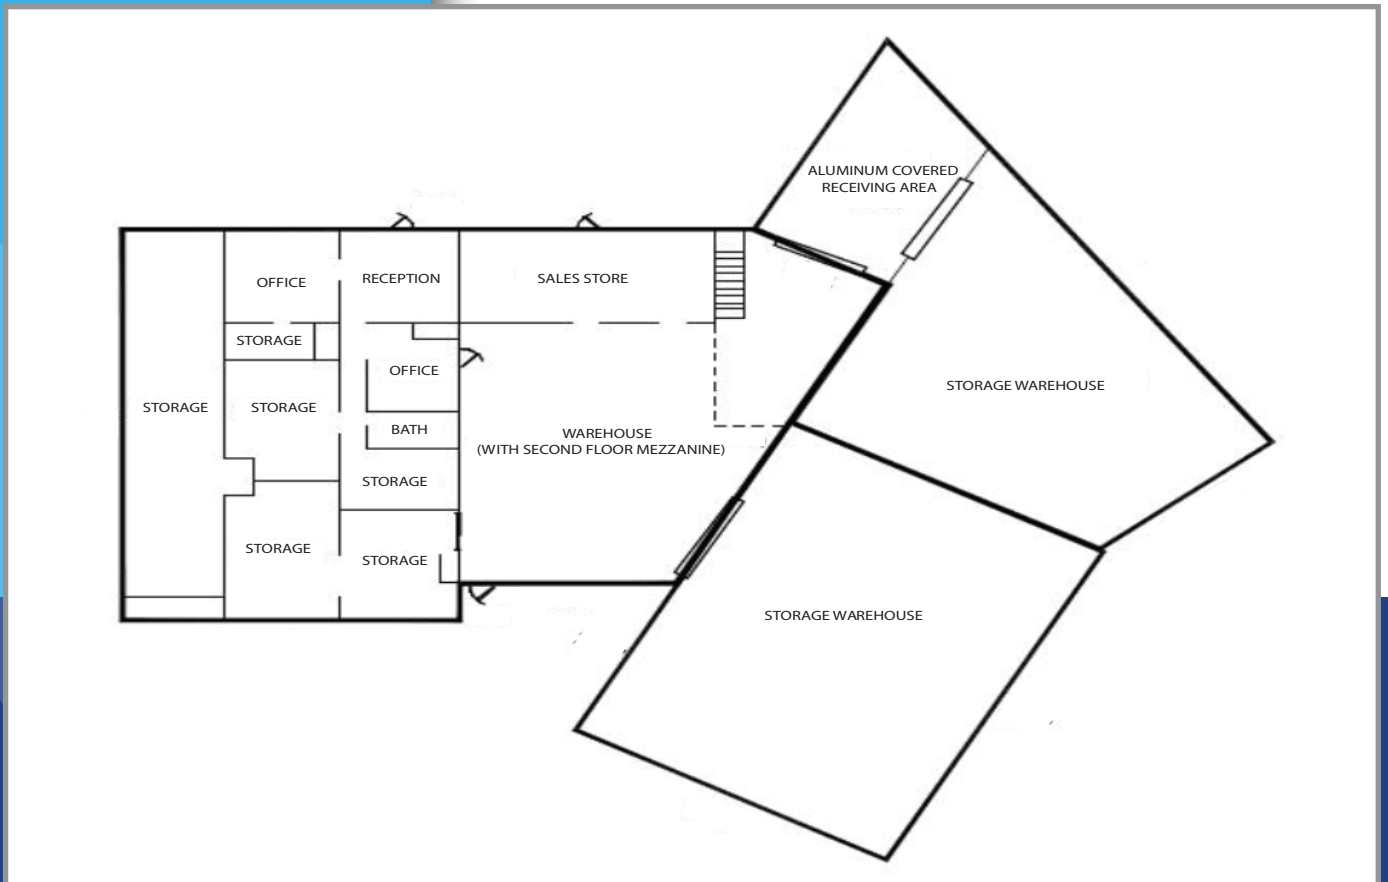 ALUMINUM COVERED
RECEIVING AREA
OFFICE
RECEPTION
SALES STORE
STORAGE
OFFICE
STORAGE WAREHOUSE
STORAGE
STORAGE
BATH
WAREHOUSE
(WITH SECOND FLOOR MEZZANINE)
STORAGE
STORAGE
STORAGE
STORAGE WAREHOUSE